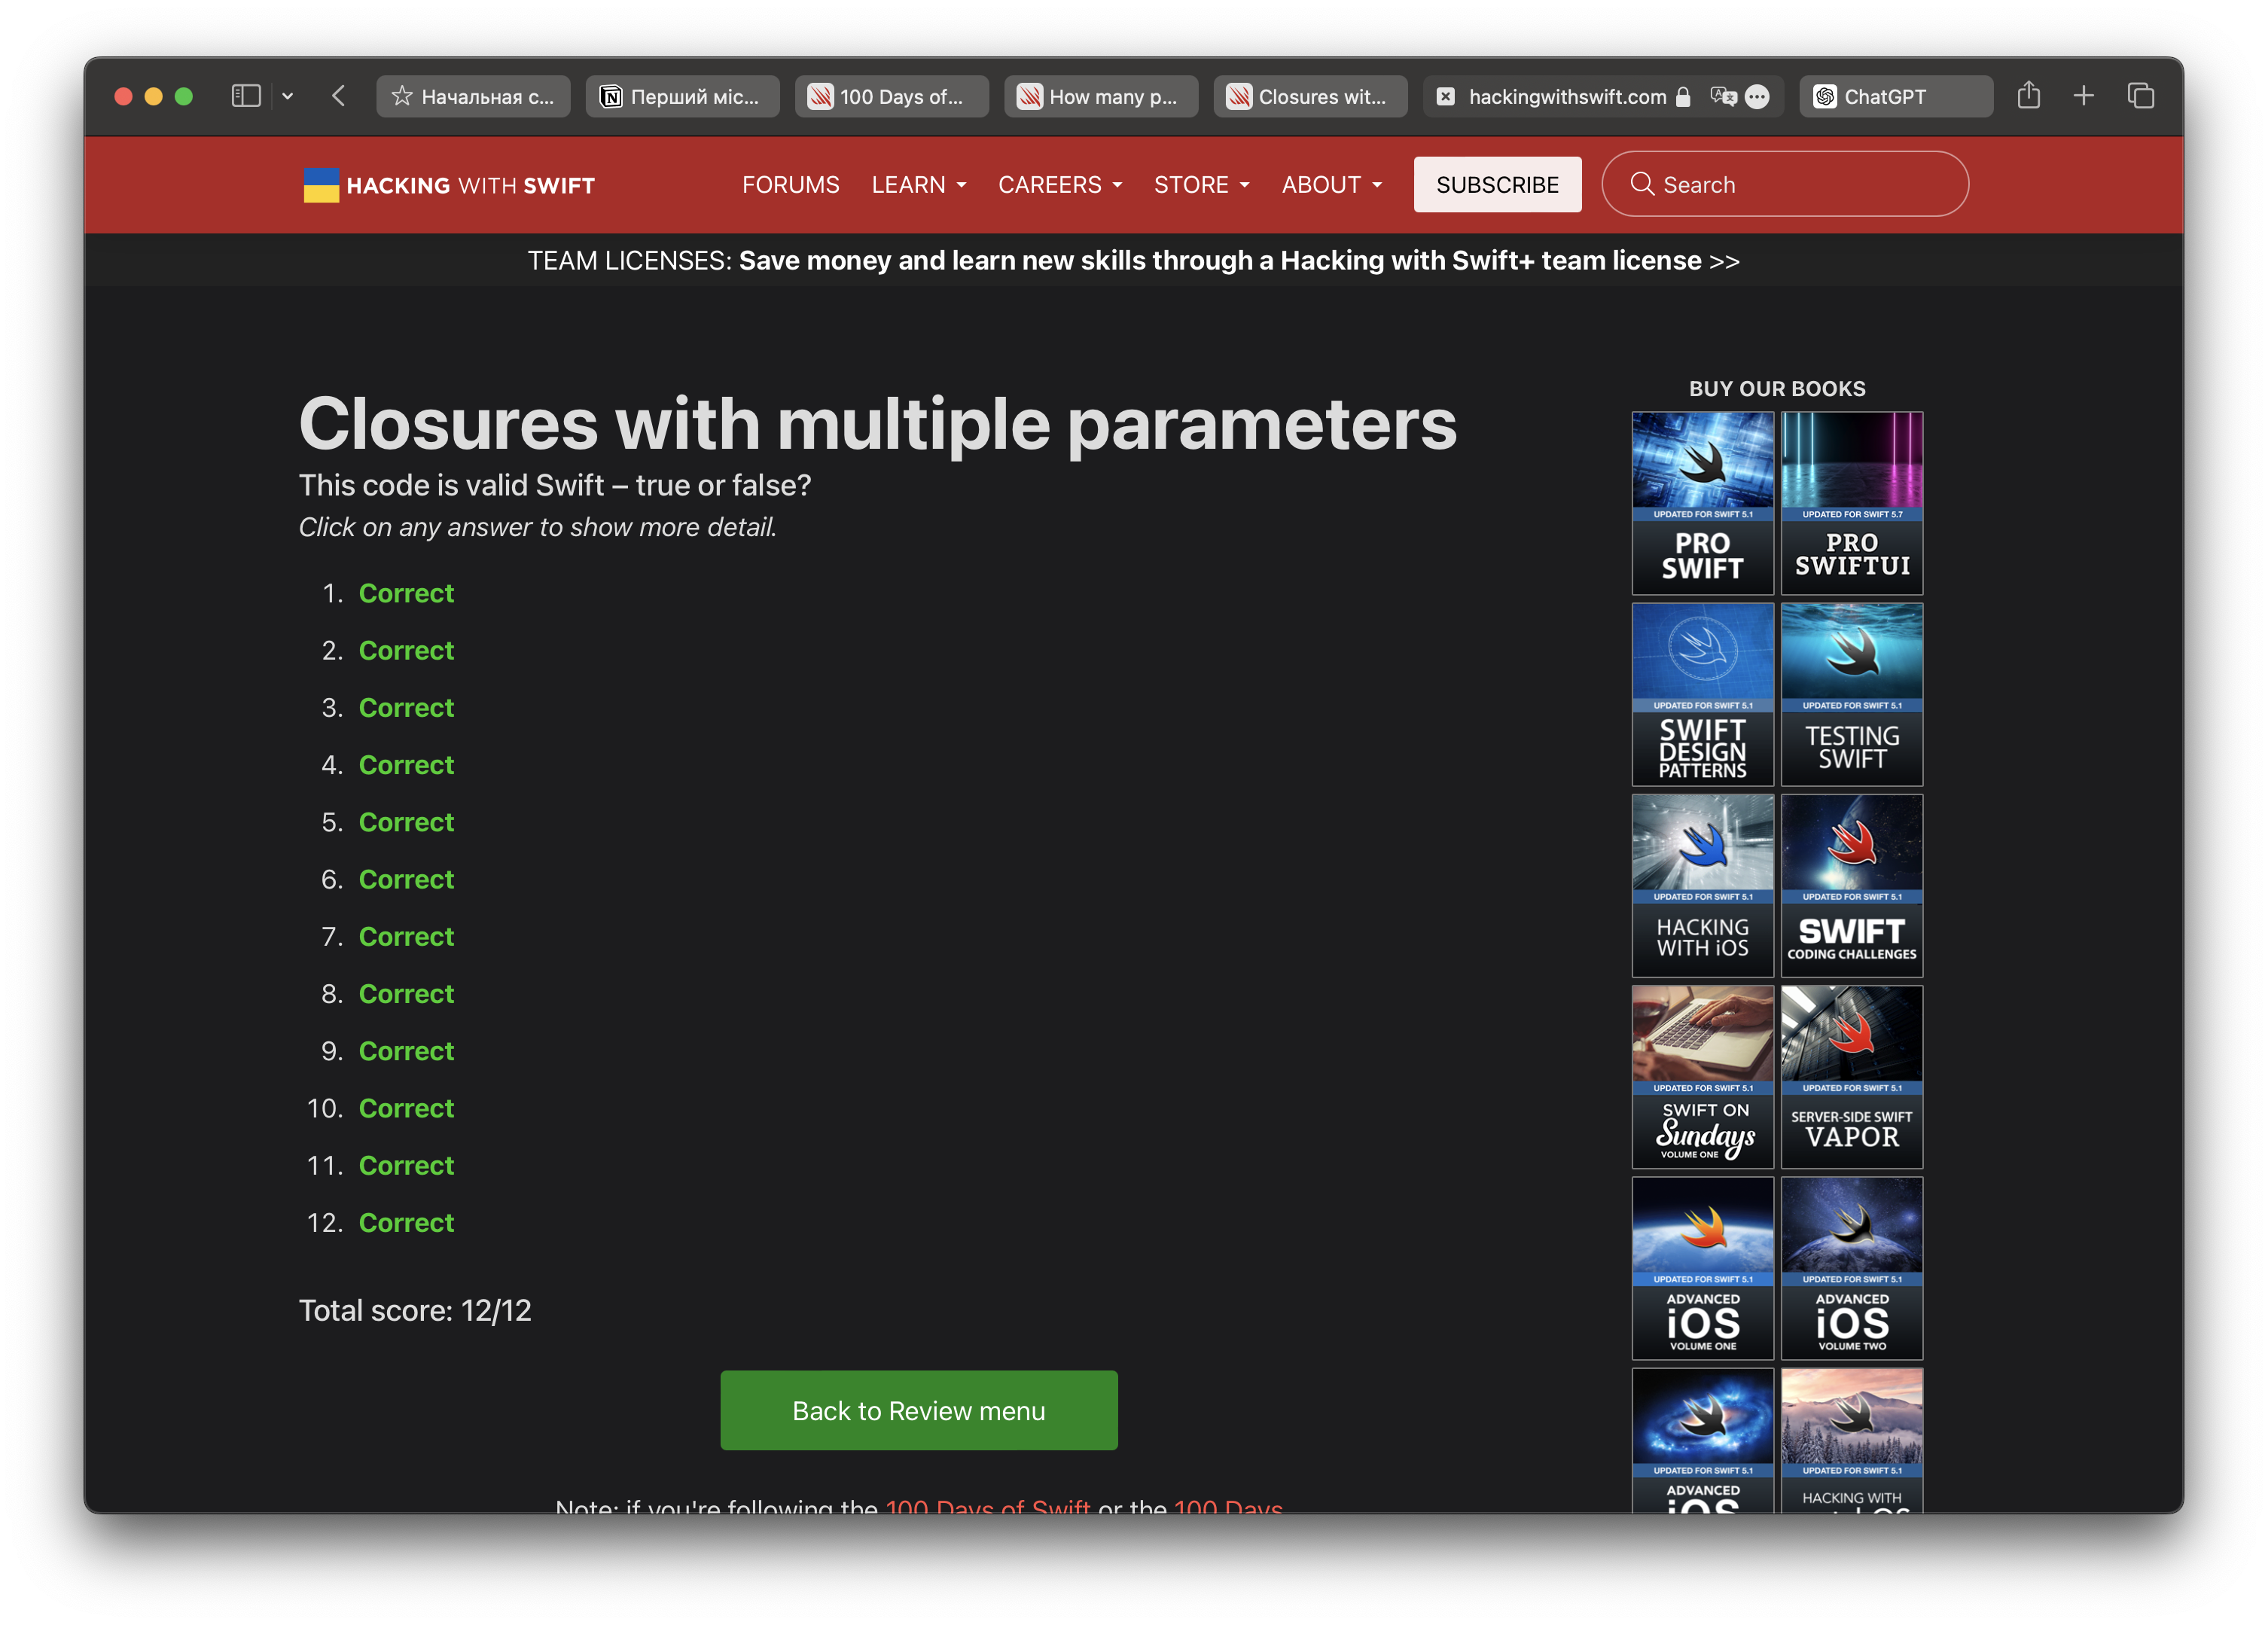 Начальная с...
Перший міс...
100 Days of...
How many p...
Closures wit...
hackingwithswift.com
ChatGPT
HACKING WITH SWIFT
FORUMS
LEARN
CAREERS
STORE
ABOUT
SUBSCRIBE
Search
TEAM LICENSES: Save money and learn new skills through a Hacking with Swift+ team license >>
Closures with multiple parameters
This code is valid Swift – true or false?
Click on any answer to show more detail.
1. Correct
2. Correct
3. Correct
4. Correct
5. Correct
6. Correct
7. Correct
8. Correct
9. Correct
10. Correct
11. Correct
12. Correct
Total score: 12/12
Back to Review menu
Note: if you're following the 100 Days of Swift or the 100 Days
BUY OUR BOOKS
UPDATED FOR SWIFT 5.1
PRO
SWIFT
UPDATED FOR SWIFT 5.7
PRO
SWIFTUI
UPDATED FOR SWIFT 5.1
SWIFT
DESIGN
PATTERNS
UPDATED FOR SWIFT 5.1
TESTING
SWIFT
UPDATED FOR SWIFT 5.1
HACKING
WITH iOS
UPDATED FOR SWIFT 5.1
SWIFT
CODING CHALLENGES
UPDATED FOR SWIFT 5.1
SWIFT ON
Sundays
VOLUME ONE
UPDATED FOR SWIFT 5.1
SERVER-SIDE SWIFT
VAPOR
UPDATED FOR SWIFT 5.1
ADVANCED
iOS
VOLUME ONE
UPDATED FOR SWIFT 5.1
ADVANCED
iOS
VOLUME TWO
UPDATED FOR SWIFT 5.1
ADVANCED
iOS
UPDATED FOR SWIFT 5.1
HACKING WITH